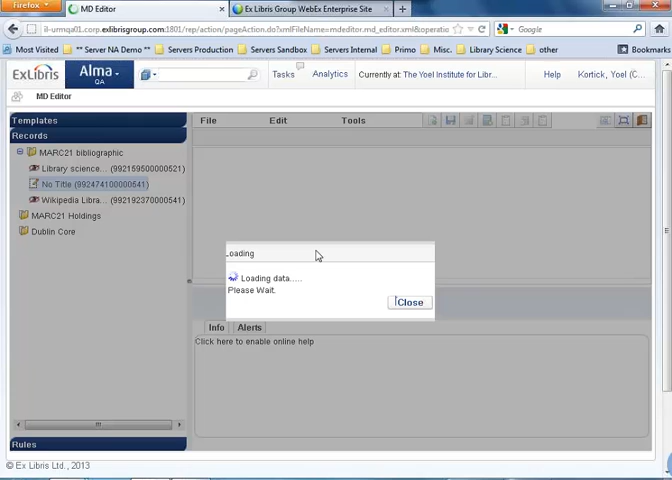 Firefox
MD Editor
Ex Libris Group WebEx Enterprise Site
il-urmqa01.corp.exlibrisgroup.com:1801/rep/action/pageAction.do?xmlFileName=mdeditor.md_editor.xml&operatio
Google
Most Visited
** Server NA Demo **
Servers Production
Servers Sandbox
Servers QA
Mises
Library Science
other
Bookmarks
ExLibris
Alma
QA
Tasks
Analytics
Currently at: Primo The Yoel Institute for Libr...
Help
Kortick, Yoel (C...
MD Editor
Templates
File
Edit
Tools
Records
MARC21 bibliographic
Library science... (992159500000521)
No Title (992474100000541)
Wikipedia Libra... (992192370000541)
MARC21 Holdings
Dublin Core
Loading
Loading data.....
Please Wait.
Close
Info
Alerts
Click here to enable online help
Rules
© Ex Libris Ltd., 2013